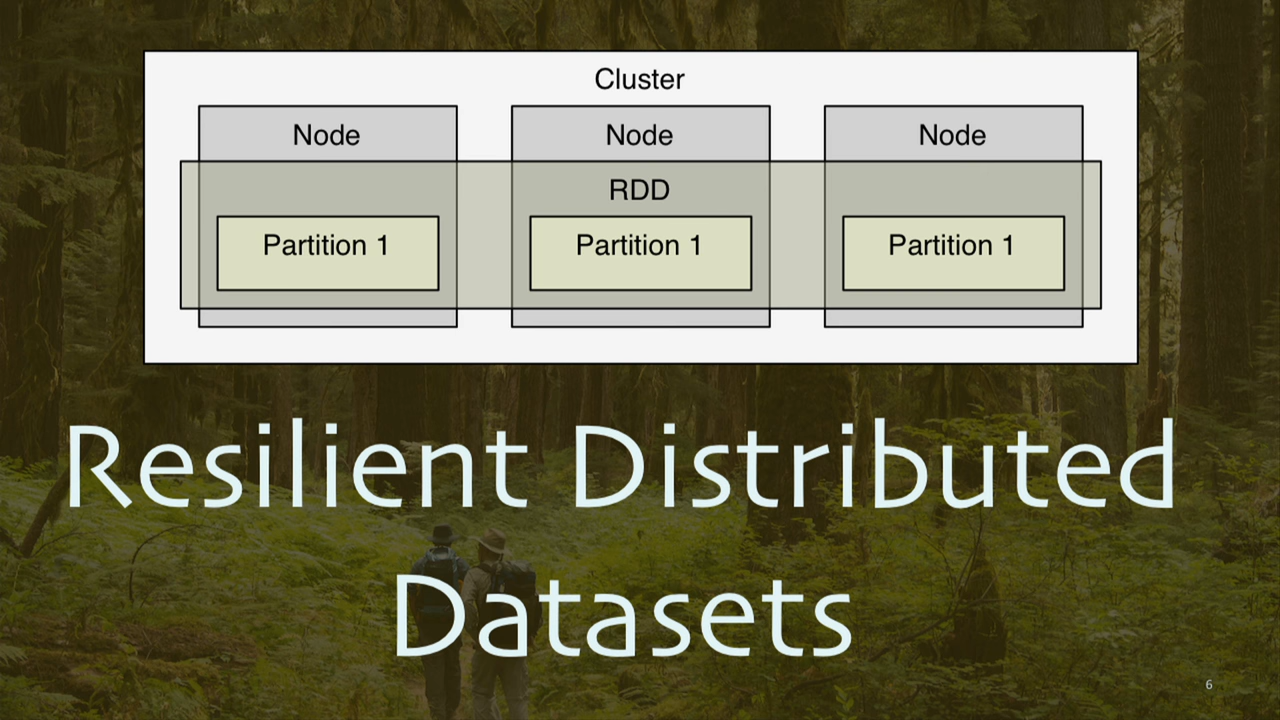 Cluster
Node Node Node
RDD
Partition 1 Partition 1 Partition 1
Resilient Distributed
Datasets
6